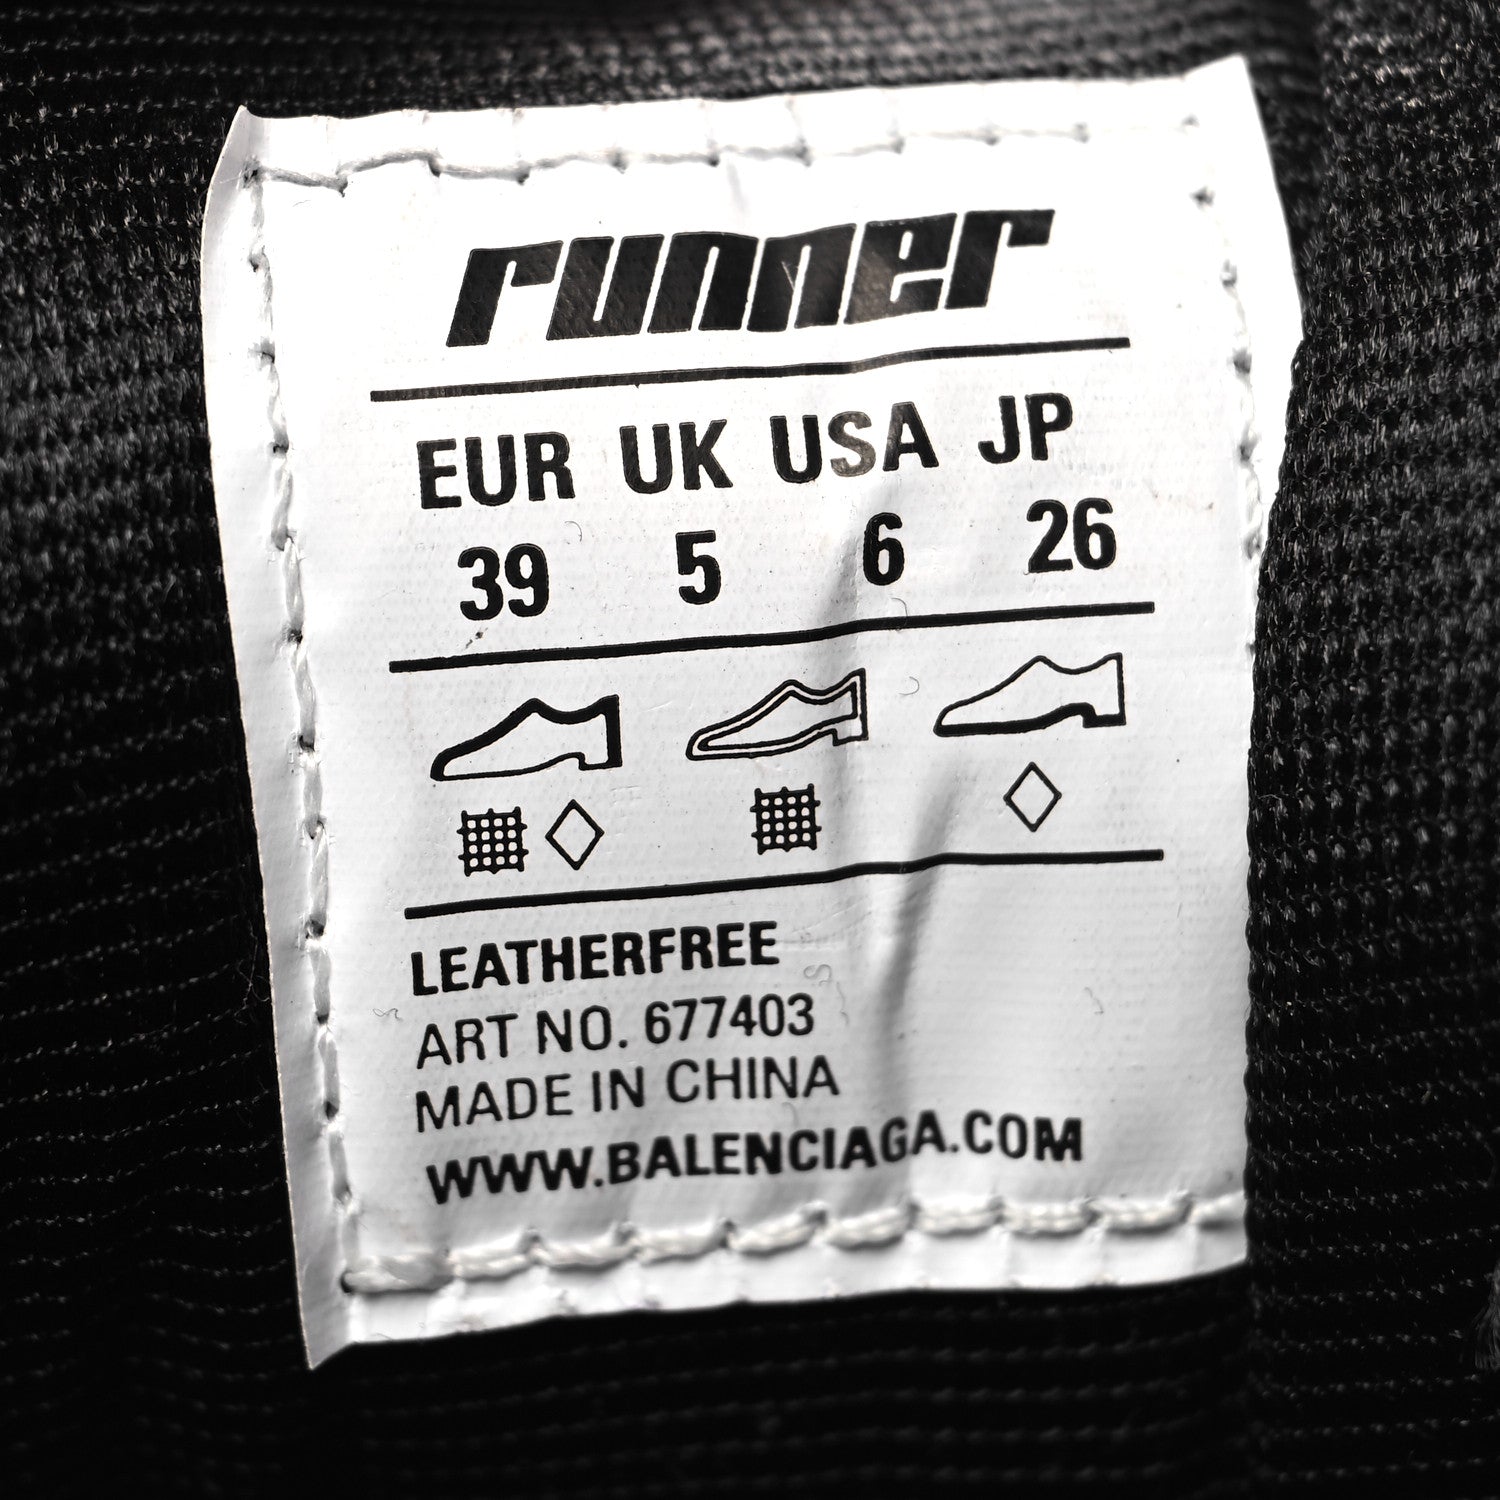 runner
EUR UK USA JP
39 5 6 26
LEATHERFREE
ART NO. 677403
MADE IN CHINA
WWW.BALENCIAGA.COM